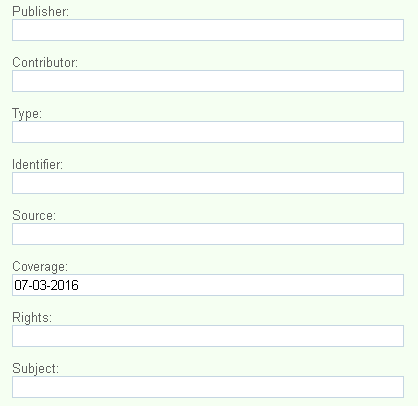 Publisher:
Contributor:
Type:
Identifier:
Source:
Coverage:
07-03-2016
Rights:
Subject: